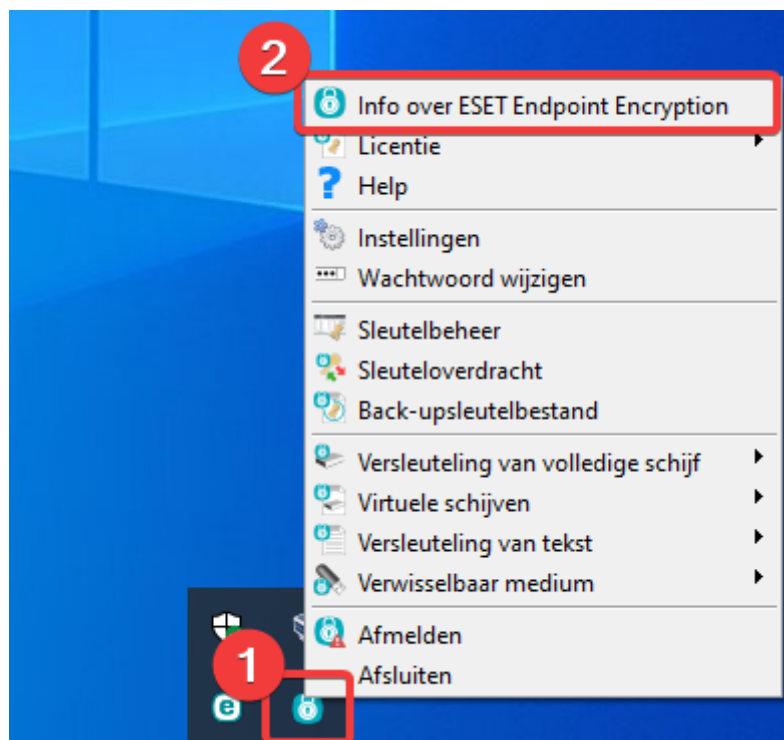 2
Info over ESET Endpoint Encryption
Licentie
Help
Instellingen
Wachtwoord wijzigen
Sleutelbeheer
Sleuteloverdracht
Back-upsleutelbestand
Versleuteling van volledige schijf
Virtuele schijven
Versleuteling van tekst
Verwisselbaar medium
Afmelden
Afsluiten
1
e